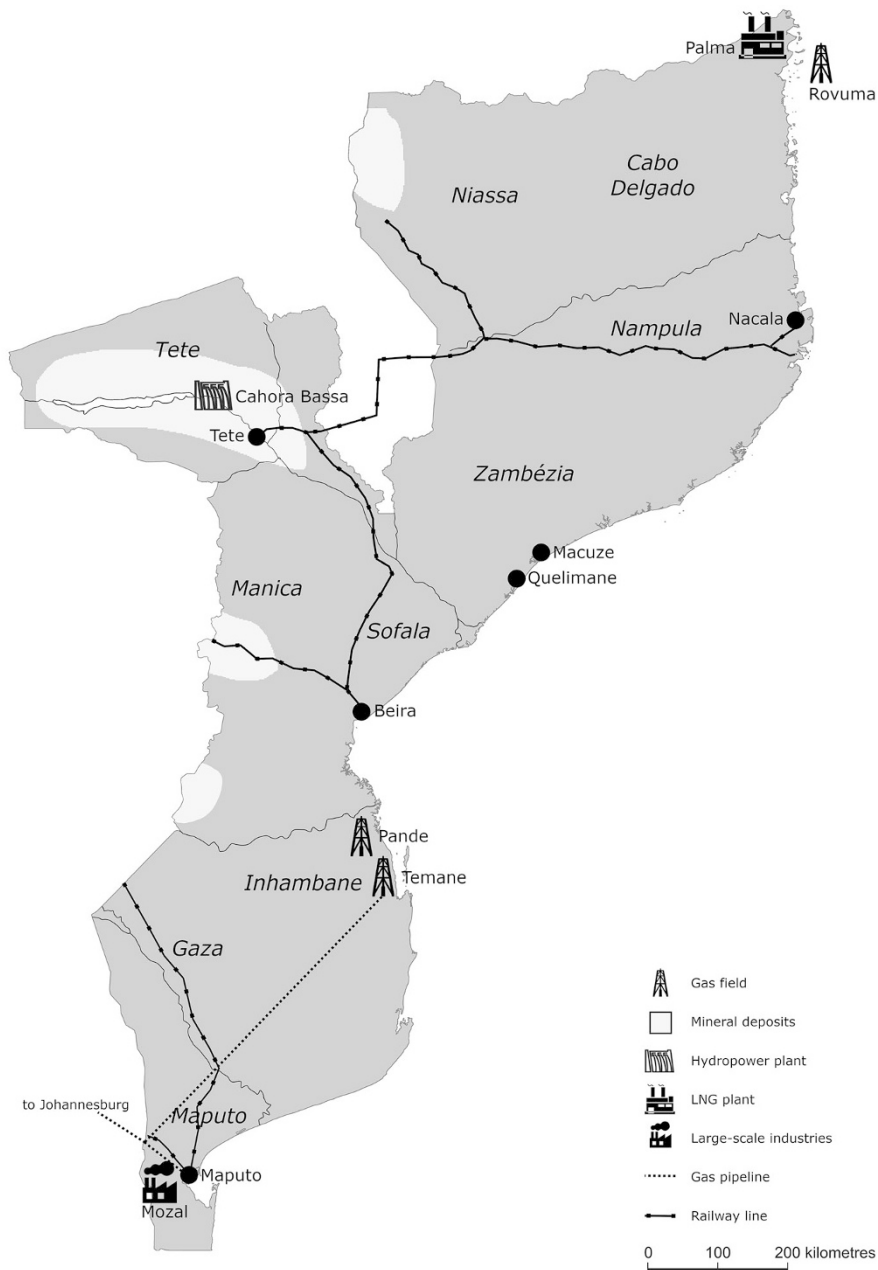 Palma
Rovuma
Cabo
Delgado
Niassa
Nacala
Nampula
Tete
Cahora Bassa
Tete
Zambézia
Macuze
Quelimane
Manica
Sofala
Beira
Pande
Temane
Inhambane
Gaza
to Johannesburg
Maputo
Maputo
Mozal
Gas field
Mineral deposits
Hydropower plant
LNG plant
Large-scale industries
Gas pipeline
Railway line
0 100 200 kilometres